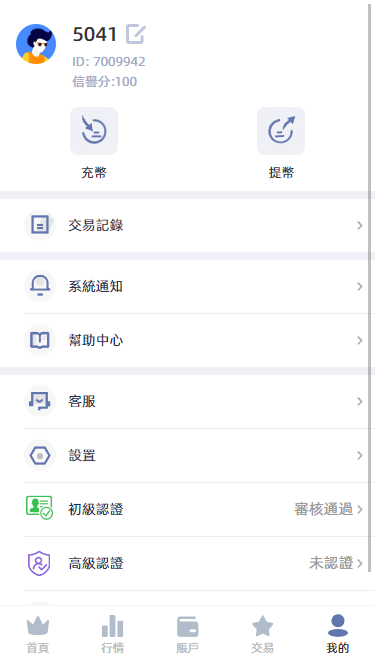 5041
ID: 7009942
信譽分:100
充幣
提幣
交易記錄
系統通知
幫助中心
客服
設置
初級認證
審核通過
高級認證
未認證
首頁
行情
賬戶
交易
我的